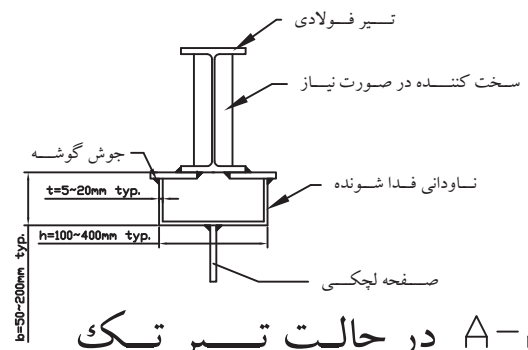 تیر فولادی
سخت کننده در صورت نیاز
جوش گوشه
t=5~20mm typ.
ناودانی فدا شونده
h=100~400mm typ.
b=50~200mm typ.
صفحه لچکی
A- در حالت تیر تک